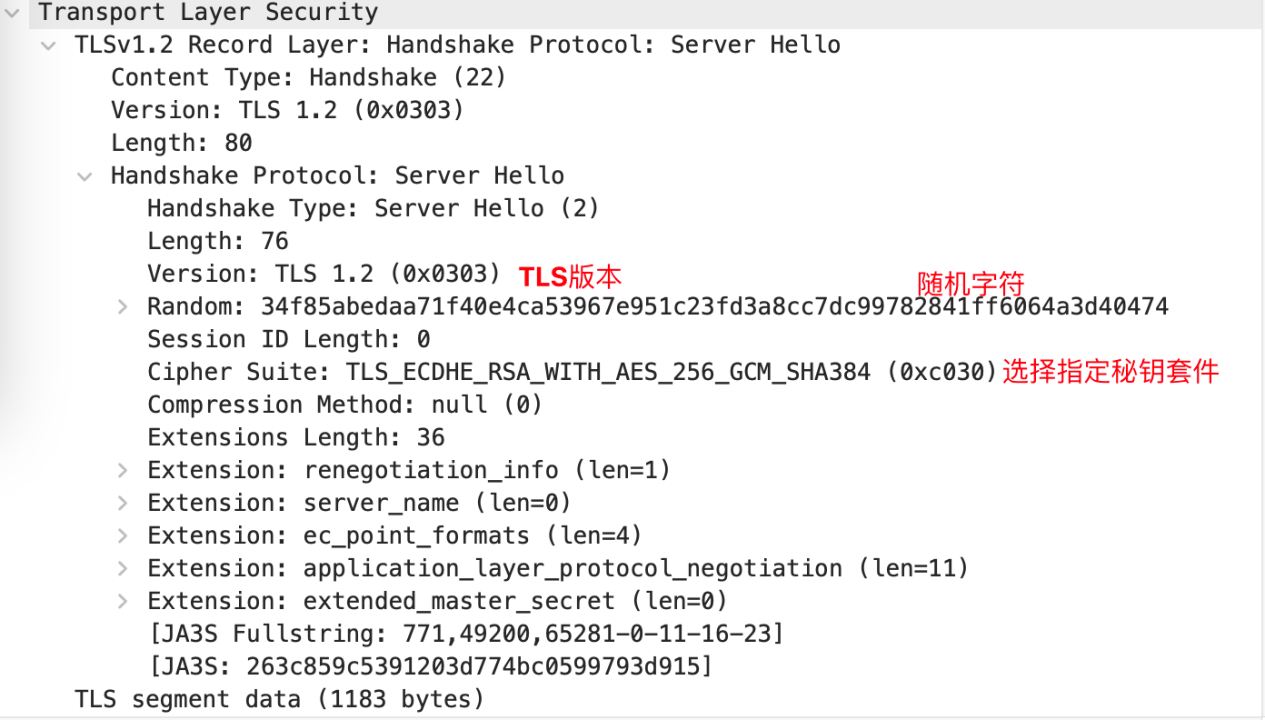 Transport Layer Security
TLSv1.2 Record Layer: Handshake Protocol: Server Hello
Content Type: Handshake (22)
Version: TLS 1.2 (0x0303)
Length: 80
Handshake Protocol: Server Hello
Handshake Type: Server Hello (2)
Length: 76
Version: TLS 1.2 (0x0303) TLS版本
随机字符
Random: 34f85abedaa71f40e4ca53967e951c23fd3a8cc7dc99782841ff6064a3d40474
Session ID Length: 0
Cipher Suite: TLS_ECDHE_RSA_WITH_AES_256_GCM_SHA384 (0xc030) 选择指定秘钥套件
Compression Method: null (0)
Extensions Length: 36
Extension: renegotiation_info (len=1)
Extension: server_name (len=0)
Extension: ec_point_formats (len=4)
Extension: application_layer_protocol_negotiation (len=11)
Extension: extended_master_secret (len=0)
[JA3S Fullstring: 771,49200,65281-0-11-16-23]
[JA3S: 263c859c5391203d774bc0599793d915]
TLS segment data (1183 bytes)